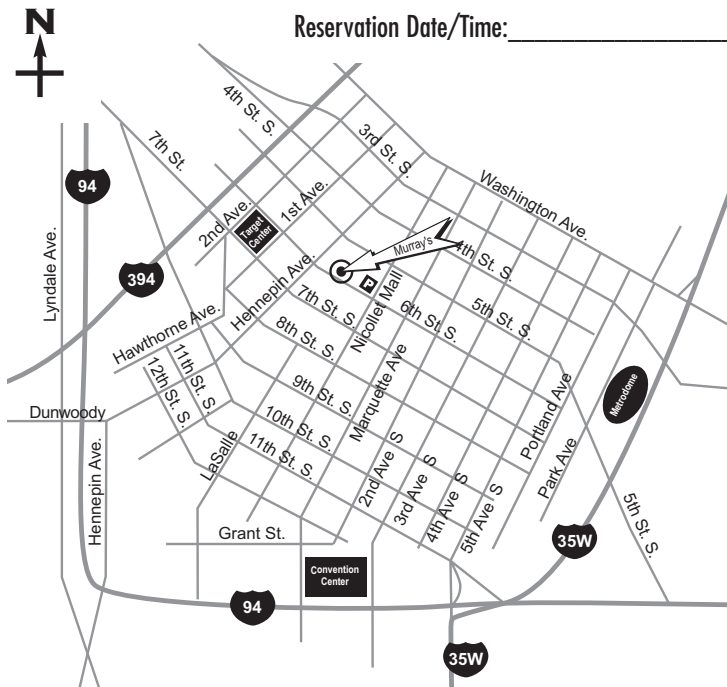 N
Reservation Date/Time:____________________
4th St. S.
3rd St. S.
7th St.
Washington Ave.
94
2nd Ave.
1st Ave.
Target
Center
Murray's
4th St. S.
Lyndale Ave.
394
Hennepin Ave.
P
Nicollet Mall
7th St. S.
6th St. S.
5th St. S.
Hawthorne Ave.
8th St. S.
11th St. S
12th St. S.
Marquette Ave
Metrodome
Portland Ave
9th St. S.
Dunwoody
10th St. S.
11th St. S.
LaSalle
2nd Ave S
3rd Ave S
4th Ave S
5th Ave S
Park Ave
Hennepin Ave.
Grant St.
5th St. S.
35W
Convention
Center
94
35W